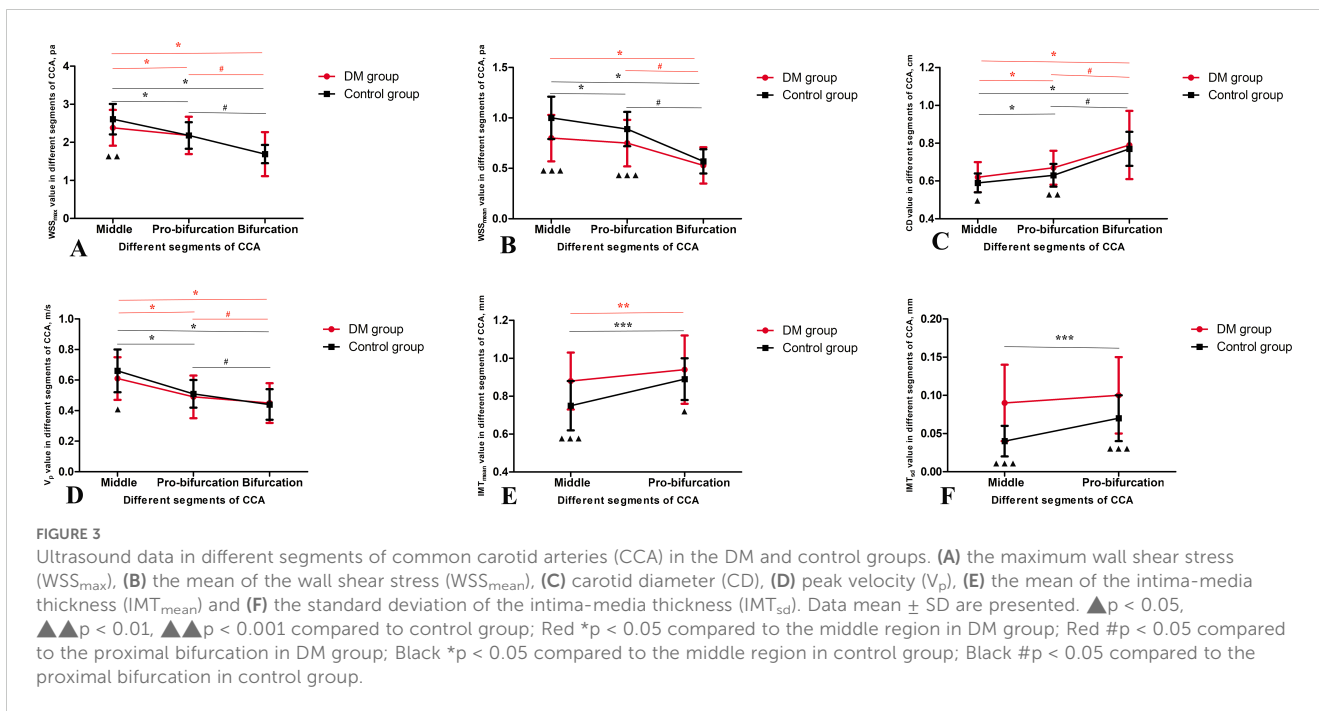 WSSmax value in different segments of CCA, pa
5
4
3
2
1
0
*
*
#
*
*
#
▲▲
DM group
Control group
Middle Pro-bifurcation Bifurcation
Different segments of CCA
A
WSSmean value in different segments of CCA, pa
1.5
1.0
0.5
0.0
*
#
*
*
#
▲▲▲ ▲▲▲
DM group
Control group
Middle Pro-bifurcation Bifurcation
Different segments of CCA
B
CD value in different segments of CCA, cm
1.2
1.0
0.8
0.6
0.4
*
*
#
*
*
#
▲ ▲▲
DM group
Control group
Middle Pro-bifurcation Bifurcation
Different segments of CCA
C
Vp value in different segments of CCA, m/s
1.0
0.8
0.6
0.4
0.2
0.0
*
*
#
*
*
#
▲
DM group
Control group
Middle Pro-bifurcation Bifurcation
Different segments of CCA
D
IMTmean value in different segments of CCA, mm
1.2
1.0
0.8
0.6
0.4
**
***
▲▲▲ ▲
DM group
Control group
Middle Pro-bifurcation
Different segments of CCA
E
IMTsd value in different segments of CCA, mm
0.20
0.15
0.10
0.05
0.00
***
▲▲▲ ▲▲▲
DM group
Control group
Middle Pro-bifurcation
Different segments of CCA
F
FIGURE 3
Ultrasound data in different segments of common carotid arteries (CCA) in the DM and control groups. (A) the maximum wall shear stress
(WSSmax), (B) the mean of the wall shear stress (WSSmean), (C) carotid diameter (CD), (D) peak velocity (Vp), (E) the mean of the intima-media
thickness (IMTmean) and (F) the standard deviation of the intima-media thickness (IMTsd). Data mean ± SD are presented. ▲p < 0.05,
▲▲p < 0.01, ▲▲p < 0.001 compared to control group; Red *p < 0.05 compared to the middle region in DM group; Red #p < 0.05 compared
to the proximal bifurcation in DM group; Black *p < 0.05 compared to the middle region in control group; Black #p < 0.05 compared to the
proximal bifurcation in control group.